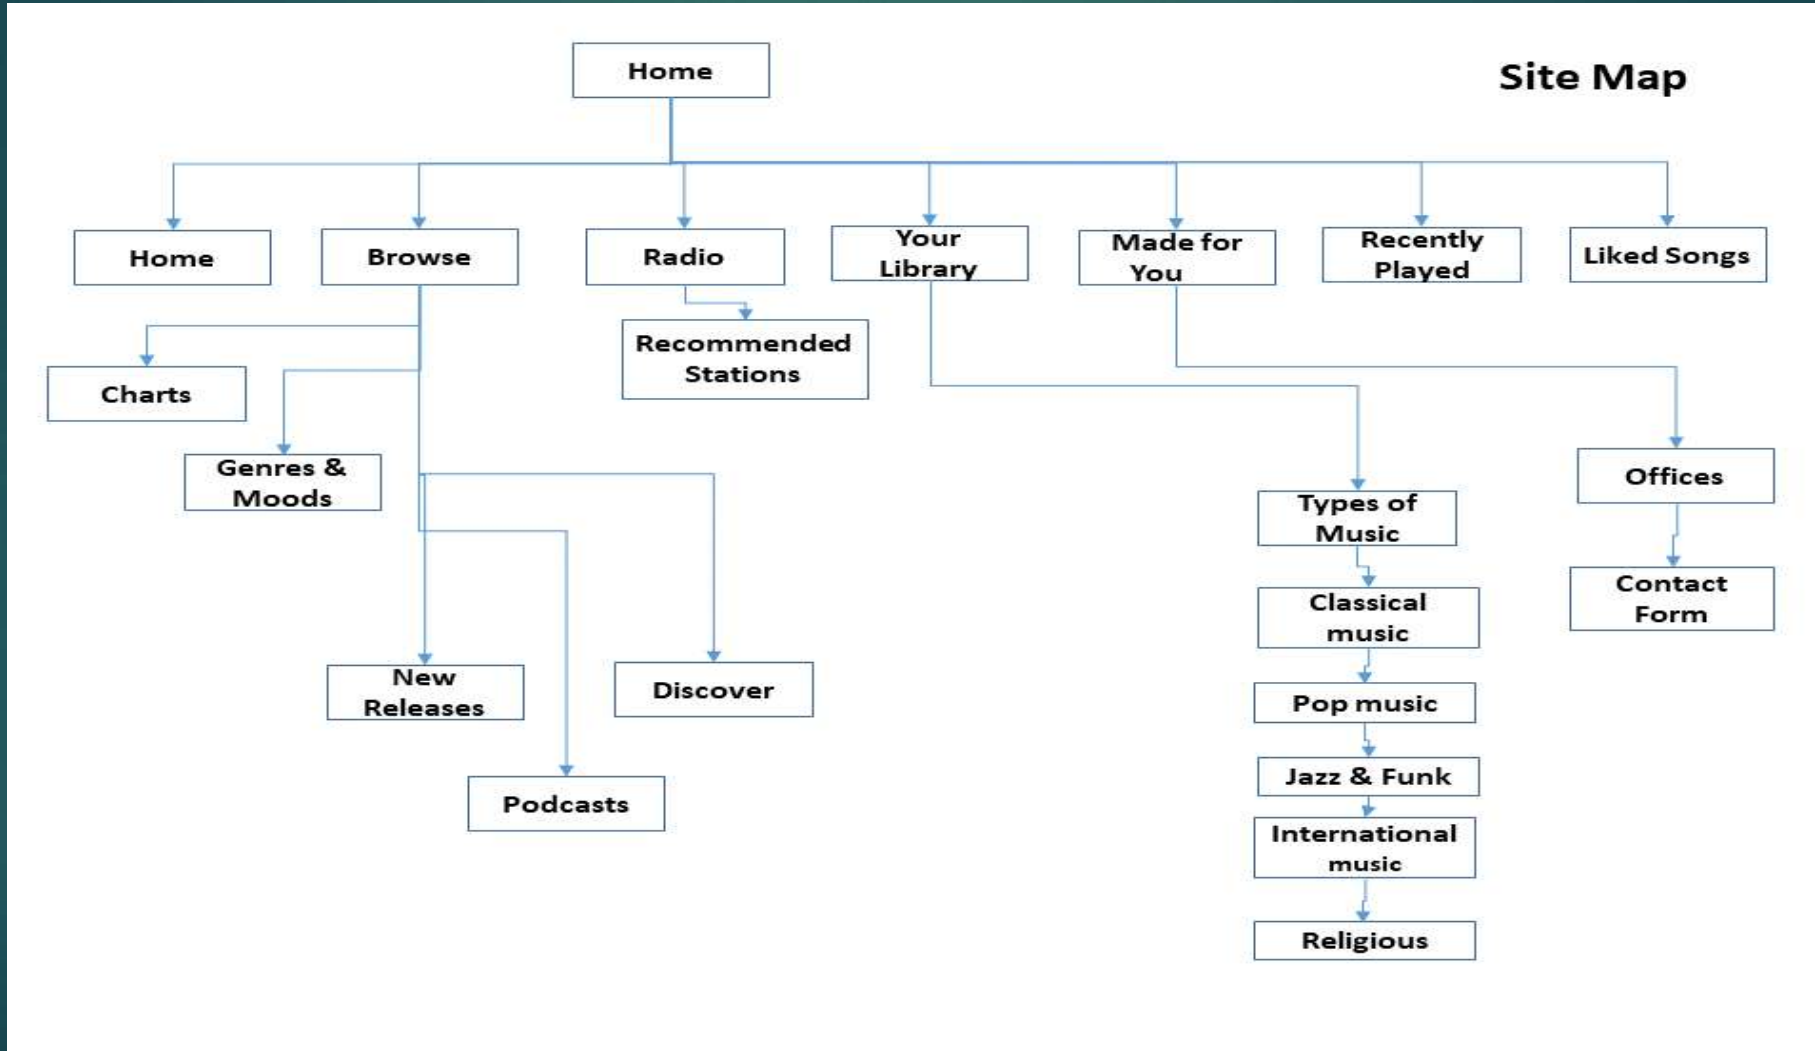 Home
Site Map
Home
Browse
Radio
Your
Library
Made for
You
Recently
Played
Liked Songs
Recommended
Stations
Charts
Genres &
Moods
Offices
Types of
Music
Contact
Form
Classical
music
New
Releases
Discover
Pop music
Jazz & Funk
Podcasts
International
music
Religious